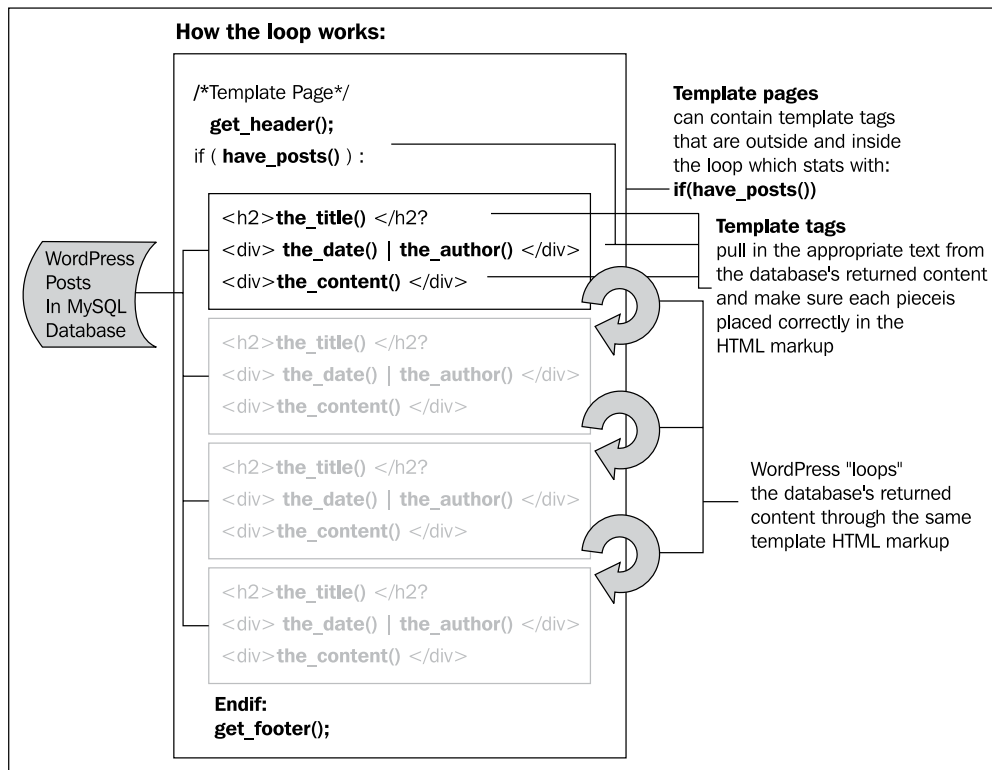 How the loop works:
/*Template Page*/
get_header();
if ( have_posts() ) :
<h2>the_title() </h2?
<div> the_date() | the_author() </div>
<div>the_content() </div>
<h2>the_title() </h2?
<div> the_date() | the_author() </div>
<div>the_content() </div>
<h2>the_title() </h2?
<div> the_date() | the_author() </div>
<div>the_content() </div>
<h2>the_title() </h2?
<div> the_date() | the_author() </div>
<div>the_content() </div>
Endif:
get_footer();
WordPress
Posts
In MySQL
Database
Template pages
can contain template tags
that are outside and inside
the loop which stats with:
if(have_posts())
Template tags
pull in the appropriate text from
the database's returned content
and make sure each pieceis
placed correctly in the
HTML markup
WordPress "loops"
the database's returned
content through the same
template HTML markup